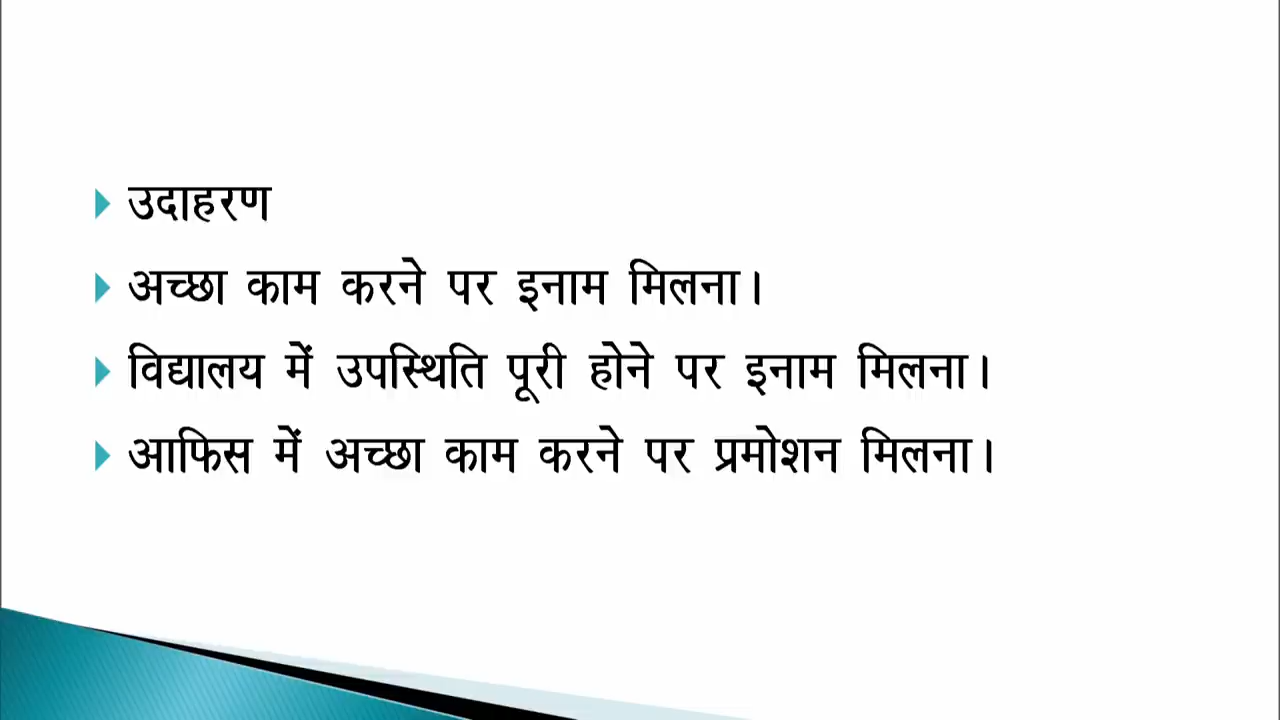 उदाहरण
अच्छा काम करने पर इनाम मिलना।
विद्यालय में उपस्थिति पूरी होने पर इनाम मिलना।
आफिस में अच्छा काम करने पर प्रमोशन मिलना।